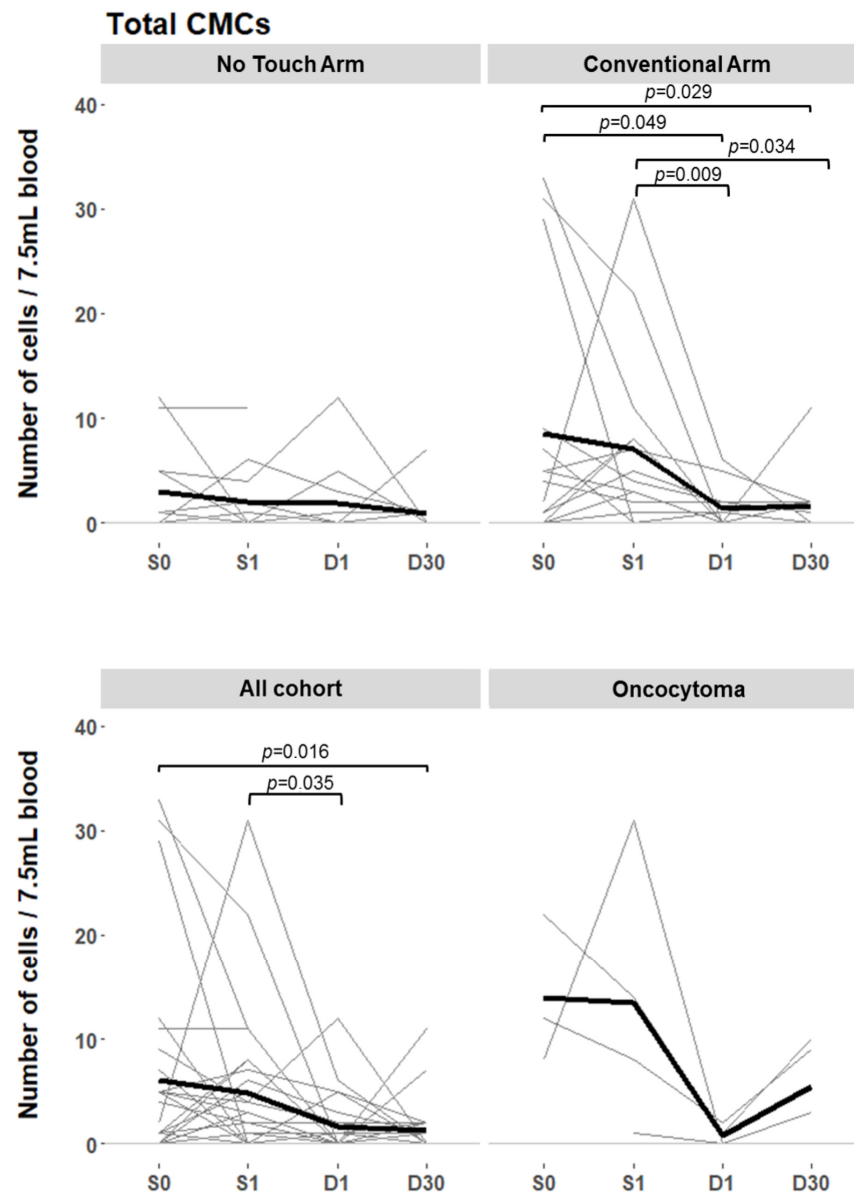 Total CMCs
No Touch Arm
Conventional Arm
Number of cells / 7.5mL blood
40
30
20
10
0
p=0.029
p=0.049
p=0.034
p=0.009
S0 S1 D1 D30
S0 S1 D1 D30
All cohort
Oncocytoma
Number of cells / 7.5mL blood
40
30
20
10
0
p=0.016
p=0.035
S0 S1 D1 D30
S0 S1 D1 D30